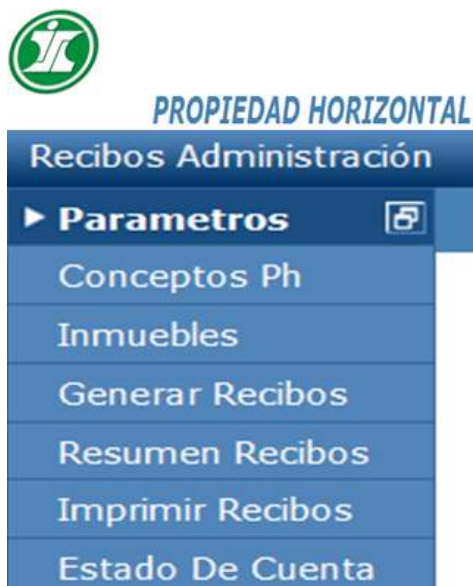 PROPIEDAD HORIZONTAL
Recibos Administración
Parametros
Conceptos Ph
Inmuebles
Generar Recibos
Resumen Recibos
Imprimir Recibos
Estado De Cuenta